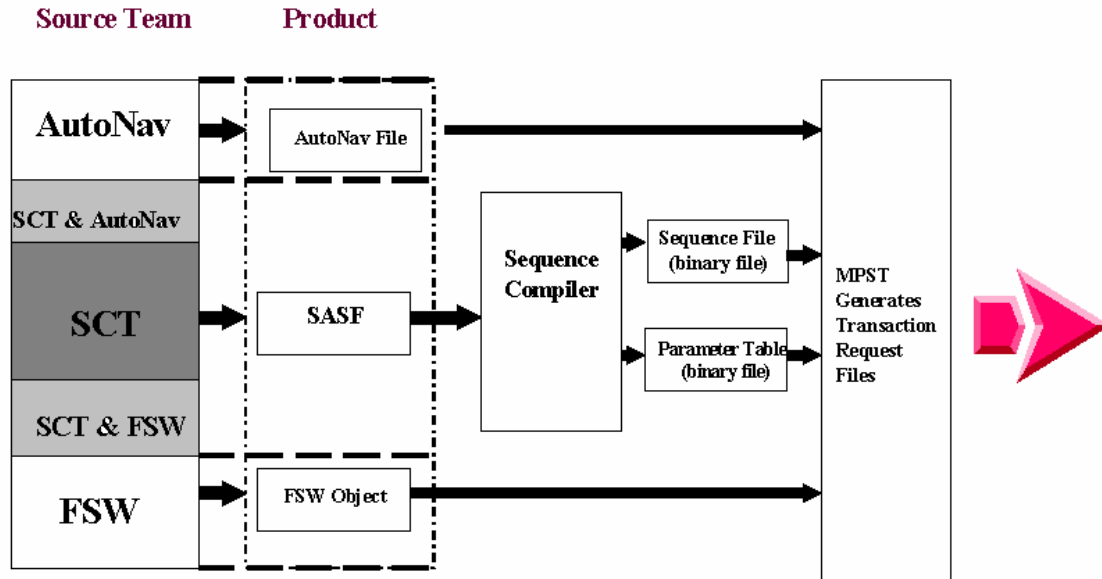 Source Team
Product
AutoNav
AutoNav File
SCT & AutoNav
SCT
SASF
Sequence
Compiler
Sequence File
(binary file)
Parameter Table
(binary file)
MPST
Generates
Transaction
Request
Files
SCT & FSW
FSW
FSW Object